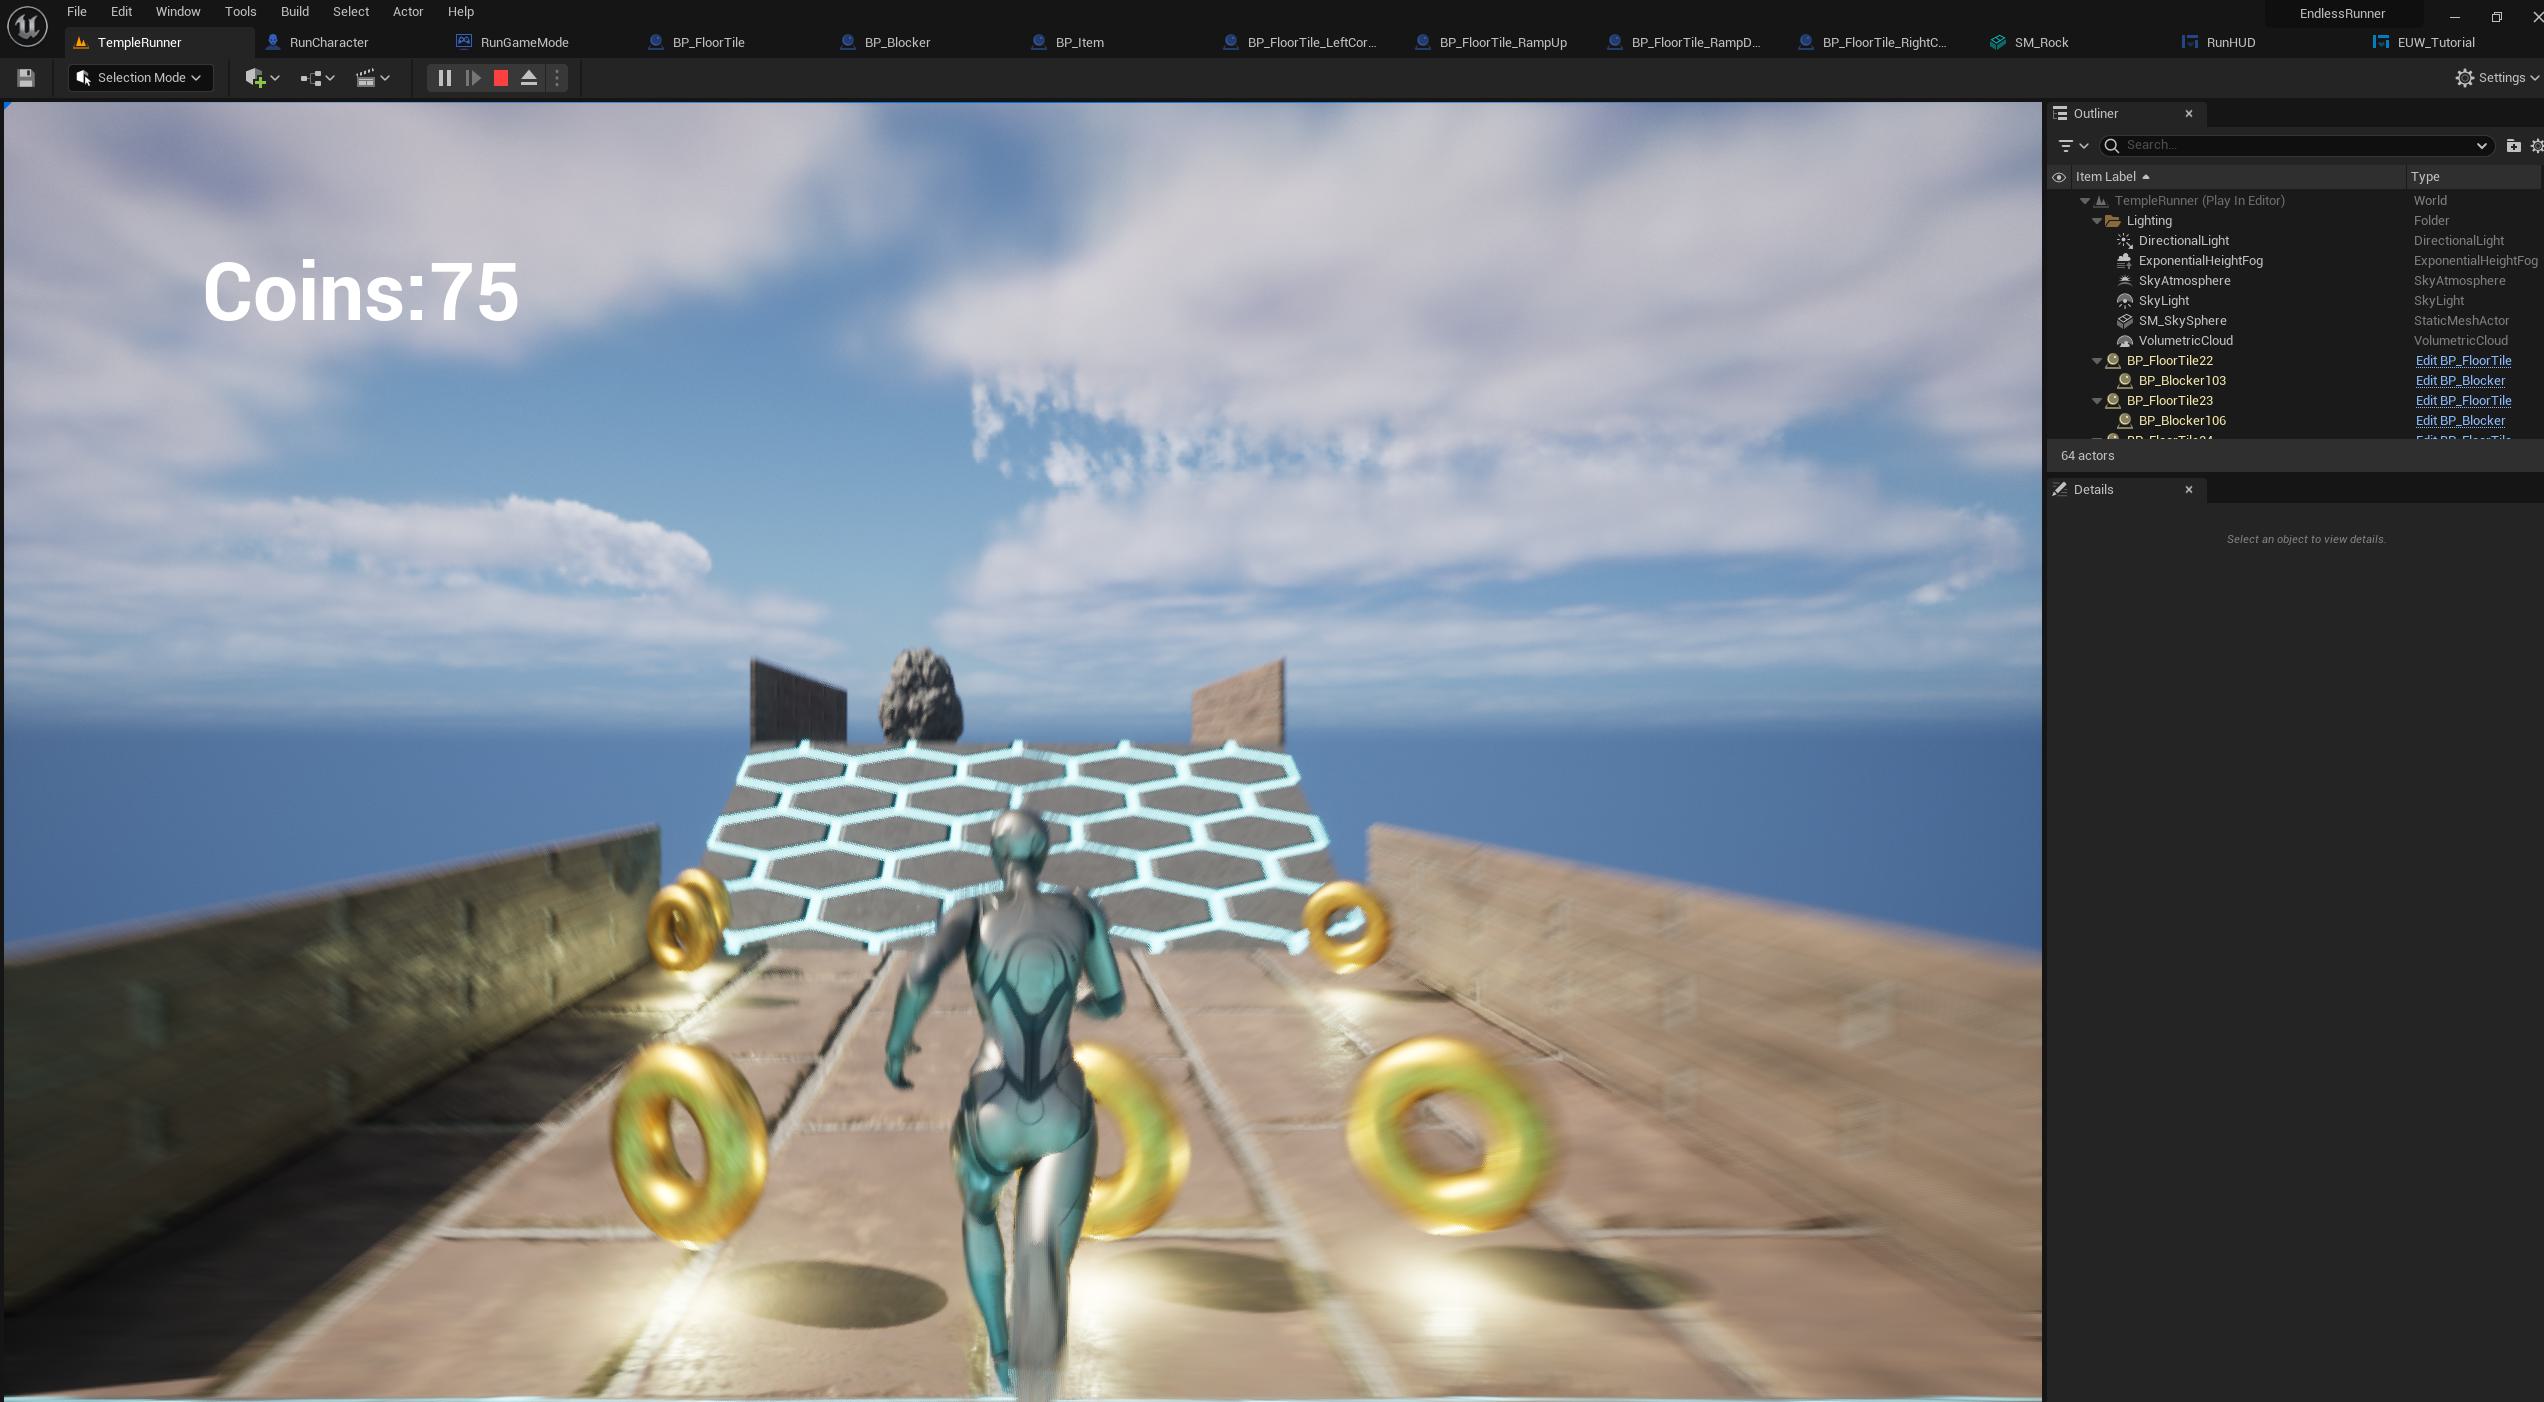 File Edit Window Tools Build Select Actor Help
EndlessRunner
TempleRunner RunCharacter RunGameMode BP_FloorTile BP_Blocker BP_Item BP_FloorTile_LeftCor... BP_FloorTile_RampUp BP_FloorTile_RampD... BP_FloorTile_RightC... SM_Rock RunHUD EUW_Tutorial
Selection Mode
Settings
Coins:75
Outliner
Search...
Item Label Type
TempleRunner (Play In Editor) World
Lighting Folder
DirectionalLight DirectionalLight
ExponentialHeightFog ExponentialHeightFog
SkyAtmosphere SkyAtmosphere
SkyLight SkyLight
SM_SkySphere StaticMeshActor
VolumetricCloud VolumetricCloud
BP_FloorTile22 Edit BP_FloorTile
BP_Blocker103 Edit BP_Blocker
BP_FloorTile23 Edit BP_FloorTile
BP_Blocker106 Edit BP_Blocker
64 actors
Details
Select an object to view details.